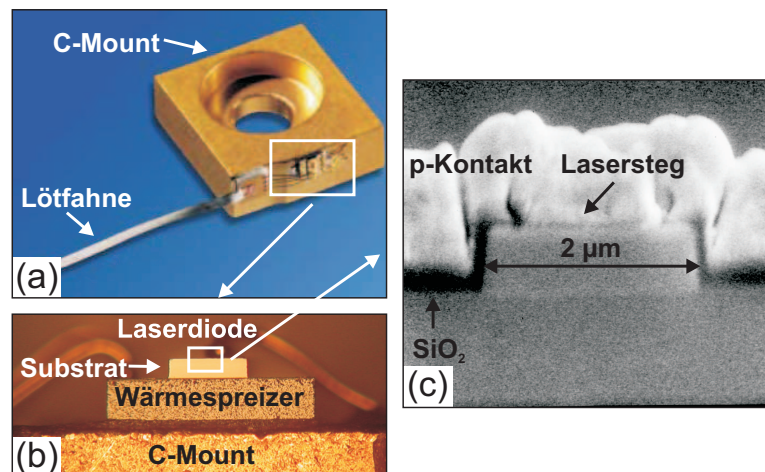 C-Mount
Lötfahne
(a)
Laserdiode
Substrat
Wärmespreizer
(b)
C-Mount
p-Kontakt
Lasersteg
2 µm
SiO₂
(c)